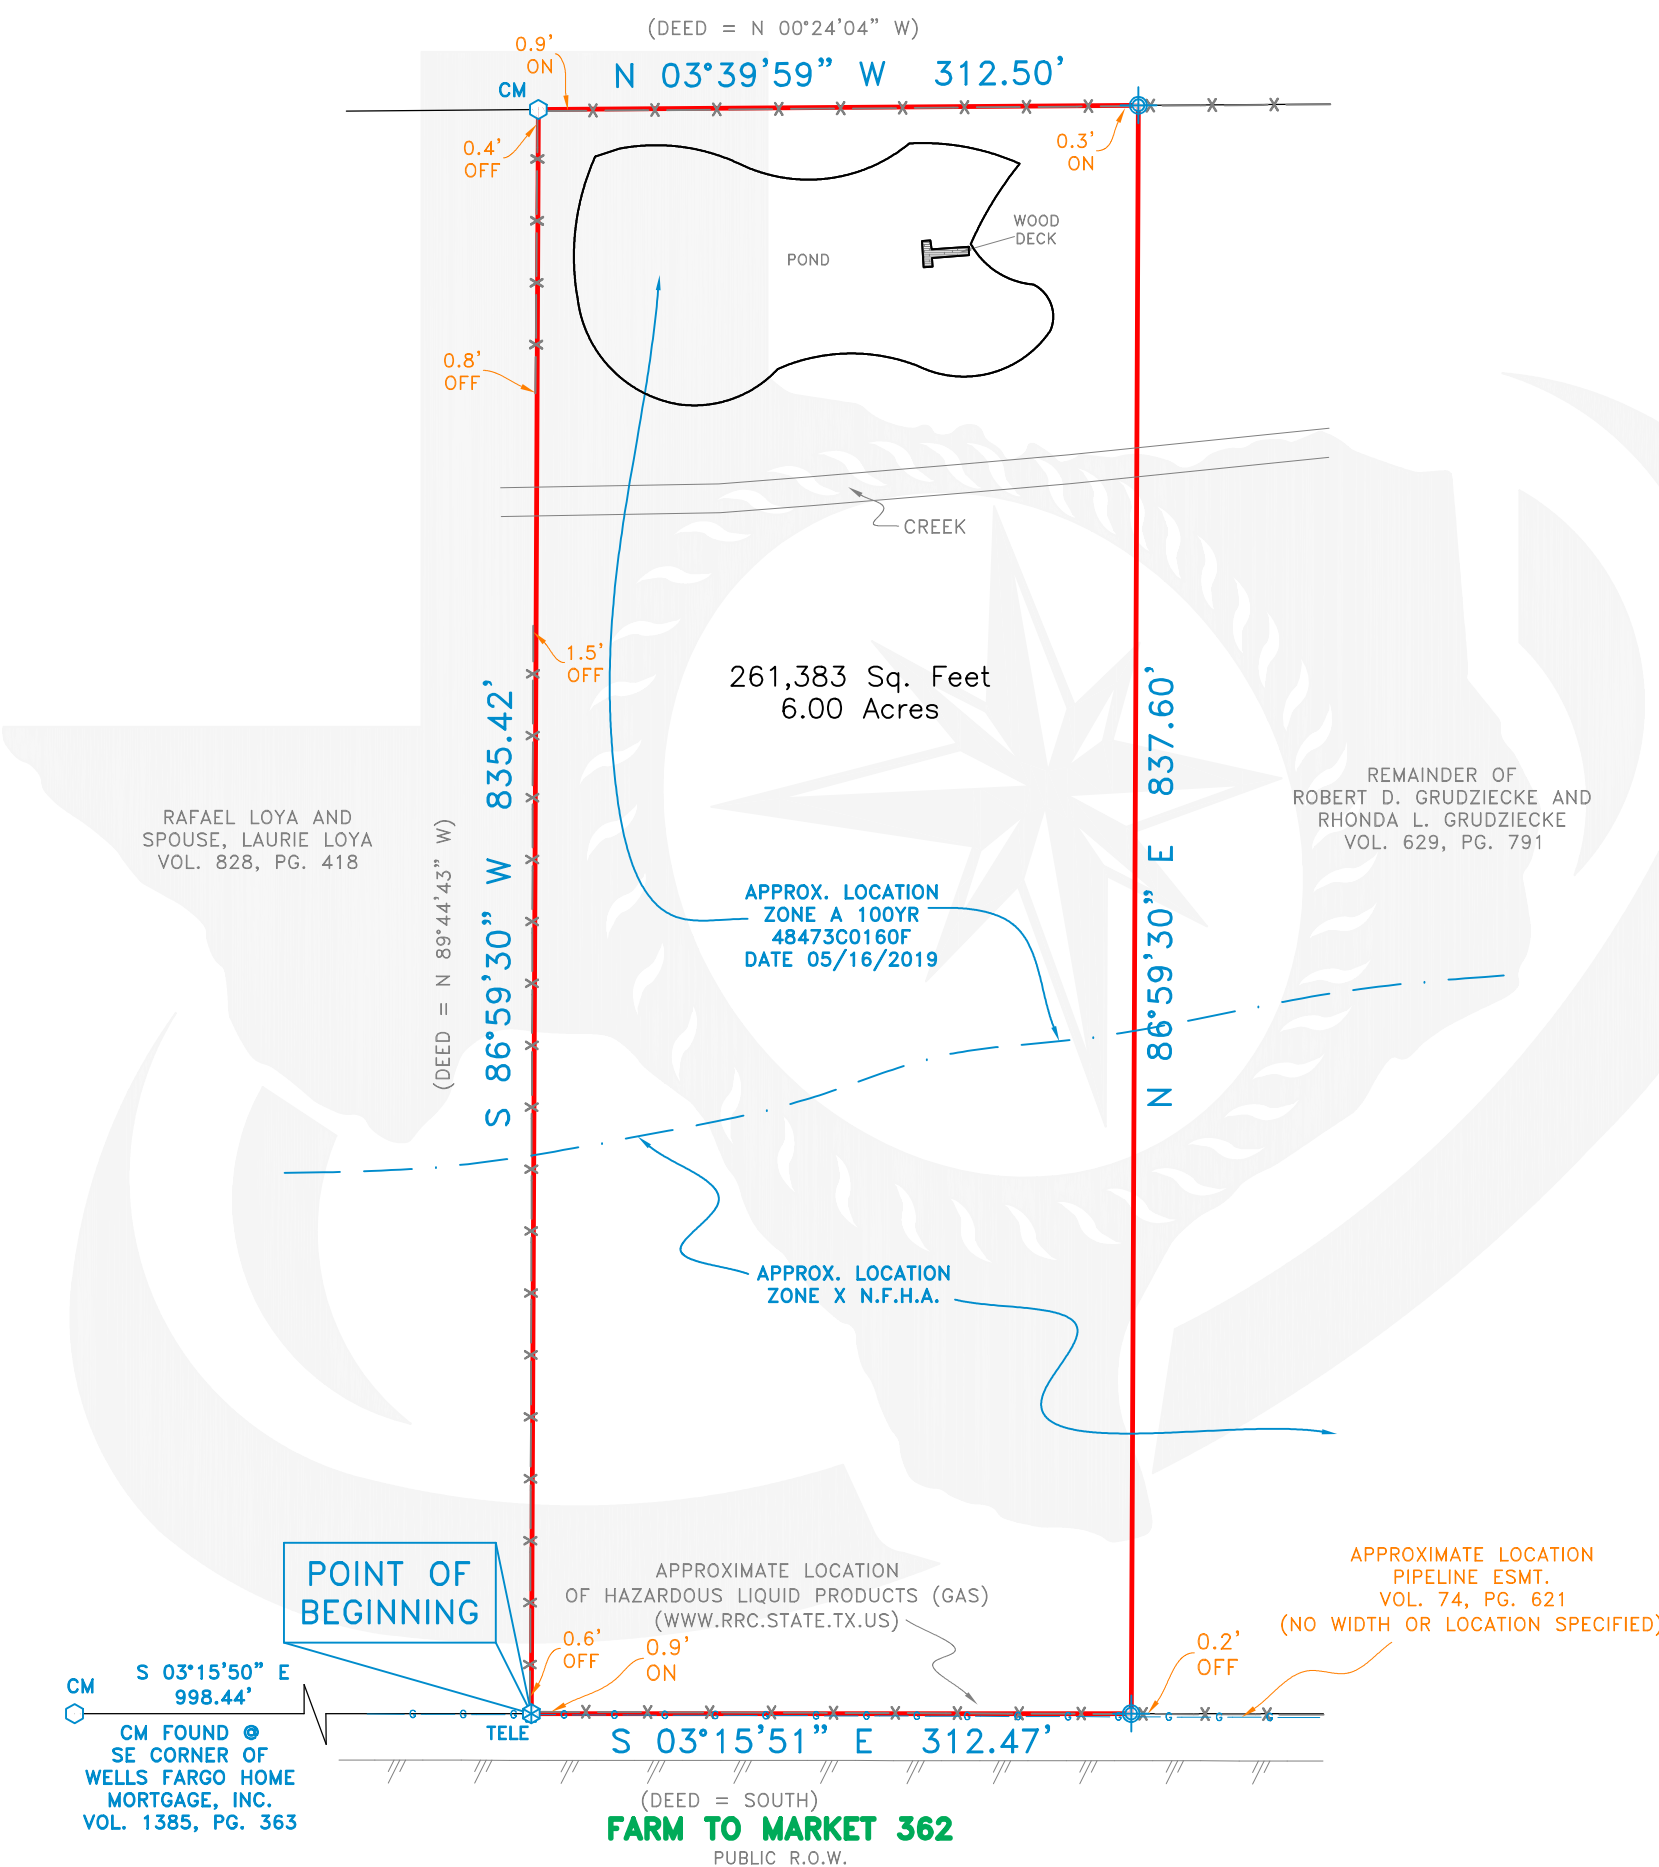 (DEED = N 00°24'04" W)
N 03°39'59" W 312.50'
0.9'
ON
CM
0.4'
OFF
0.3'
ON
WOOD
DECK
POND
0.8'
OFF
CREEK
1.5'
OFF
261,383 Sq. Feet
6.00 Acres
S 86°59'30" W 835.42'
(DEED = N 89°44'43" W)
N 86°59'30" E 837.60'
RAFAEL LOYA AND
SPOUSE, LAURIE LOYA
VOL. 828, PG. 418
REMAINDER OF
ROBERT D. GRUDZIECKE AND
RHONDA L. GRUDZIECKE
VOL. 629, PG. 791
APPROX. LOCATION
ZONE A 100YR
48473C0160F
DATE 05/16/2019
APPROX. LOCATION
ZONE X N.F.H.A.
POINT OF
BEGINNING
APPROXIMATE LOCATION
OF HAZARDOUS LIQUID PRODUCTS (GAS)
(WWW.RRC.STATE.TX.US)
APPROXIMATE LOCATION
PIPELINE ESMT.
VOL. 74, PG. 621
(NO WIDTH OR LOCATION SPECIFIED)
0.6'
OFF
0.9'
ON
0.2'
OFF
CM
S 03°15'50" E
998.44'
CM FOUND @
SE CORNER OF
WELLS FARGO HOME
MORTGAGE, INC.
VOL. 1385, PG. 363
G G G G G G G G G G G G G G G G G G
TELE
S 03°15'51" E 312.47'
(DEED = SOUTH)
FARM TO MARKET 362
PUBLIC R.O.W.